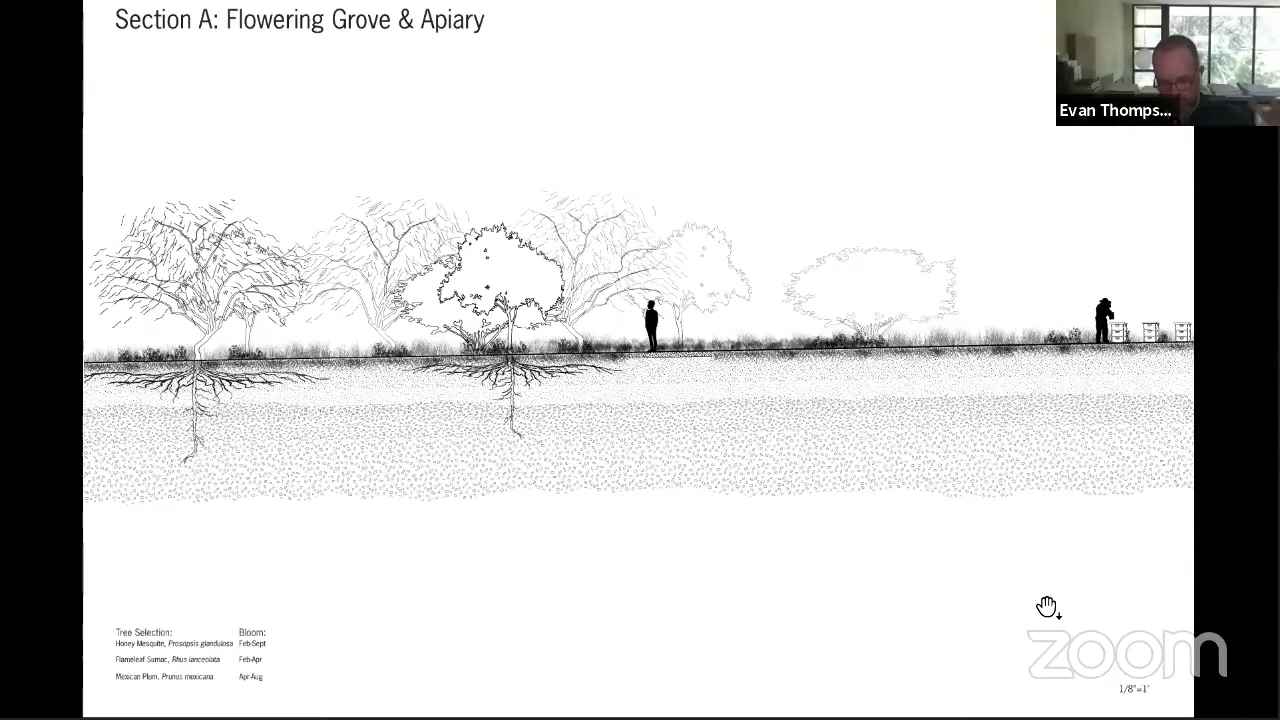 Section A: Flowering Grove & Apiary
Evan Thomps...
Tree Selection: Bloom:
Honey Mesquite, Prosopsis glandulosa Feb-Sept
Flameleaf Sumac, Rhus lanceolata Feb-Apr
Mexican Plum, Prunus mexicana Apr-Aug
zoom
1/8"=1'